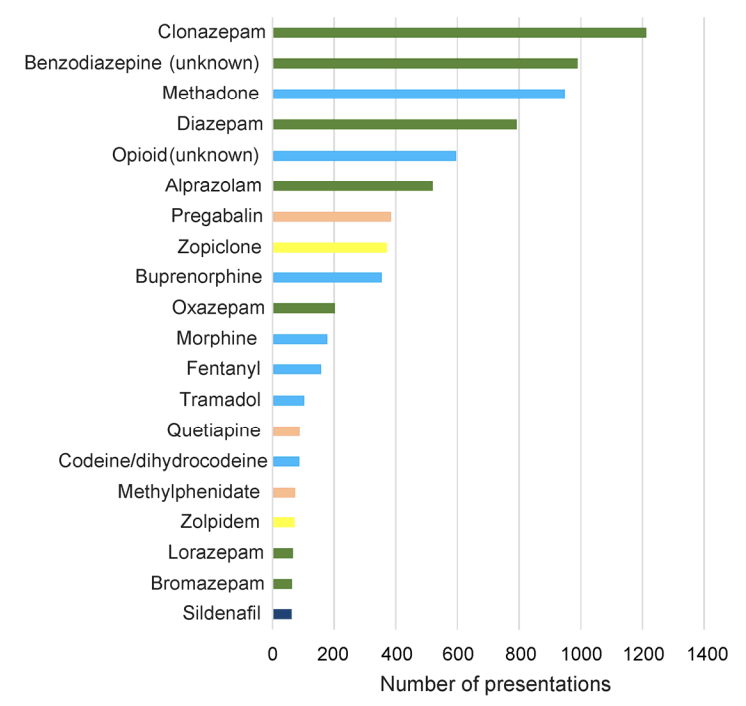 Clonazepam
Benzodiazepine (unknown)
Methadone
Diazepam
Opioid(unknown)
Alprazolam
Pregabalin
Zopiclone
Buprenorphine
Oxazepam
Morphine
Fentanyl
Tramadol
Quetiapine
Codeine/dihydrocodeine
Methylphenidate
Zolpidem
Lorazepam
Bromazepam
Sildenafil
0 200 400 600 800 1000 1200 1400
Number of presentations